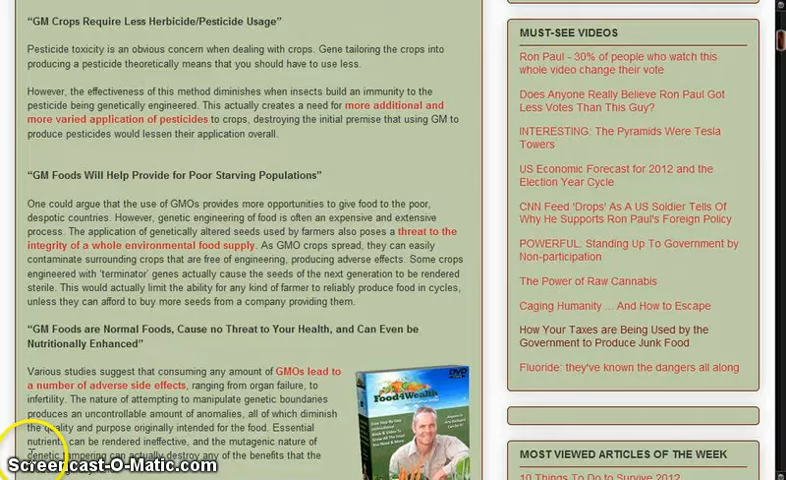 “GM Crops Require Less Herbicide/Pesticide Usage”
Pesticide toxicity is an obvious concern when dealing with crops. Gene tailoring the crops into
producing a pesticide theoretically means that you should have to use less.
However, the effectiveness of this method diminishes when insects build an immunity to the
pesticide being genetically engineered. This actually creates a need for more additional and
more varied application of pesticides to crops, destroying the initial premise that using GM to
produce pesticides would lessen their application overall.
“GM Foods Will Help Provide for Poor Starving Populations”
One could argue that the use of GMOs provides more opportunities to give food to the poor,
despotic countries. However, genetic engineering of food is often an expensive and extensive
process. The application of genetically altered seeds used by farmers also poses a threat to the
integrity of a whole environmental food supply. As GMO crops spread, they can easily
contaminate surrounding crops that are free of engineering, producing adverse effects. Some crops
engineered with 'terminator' genes actually cause the seeds of the next generation to be rendered
sterile. This would actually limit the ability for any kind of farmer to reliably produce food in cycles,
unless they can afford to buy more seeds from a company providing them.
“GM Foods are Normal Foods, Cause no Threat to Your Health, and Can Even be
Nutritionally Enhanced”
Various studies suggest that consuming any amount of GMOs lead to
a number of adverse side effects, ranging from organ failure, to
infertility. The nature of attempting to manipulate genetic boundaries
produces an uncontrollable amount of anomalies, all of which diminish
the quality and purpose originally intended for the food. Essential
nutrients can be rendered ineffective, and the mutagenic nature of
genetic tampering can actually destroy any of the benefits that the
DVD
Food4Wealth
Screencast-O-Matic.com
MUST-SEE VIDEOS
Ron Paul - 30% of people who watch this
whole video change their vote
Does Anyone Really Believe Ron Paul Got
Less Votes Than This Guy?
INTERESTING: The Pyramids Were Tesla
Towers
US Economic Forecast for 2012 and the
Election Year Cycle
CNN Feed 'Drops' As A US Soldier Tells Of
Why He Supports Ron Paul's Foreign Policy
POWERFUL: Standing Up To Government by
Non-participation
The Power of Raw Cannabis
Caging Humanity ... And How to Escape
How Your Taxes are Being Used by the
Government to Produce Junk Food
Fluoride: they've known the dangers all along
MOST VIEWED ARTICLES OF THE WEEK
10 Things To Do to Survive 2012